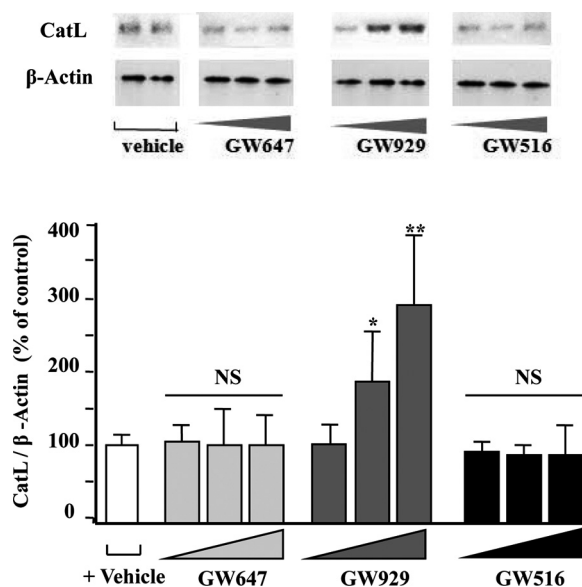 CatL
β-Actin
vehicle GW647 GW929 GW516
CatL / β -Actin (% of control)
400
300
200
100
0
NS
*
**
NS
+ Vehicle GW647 GW929 GW516